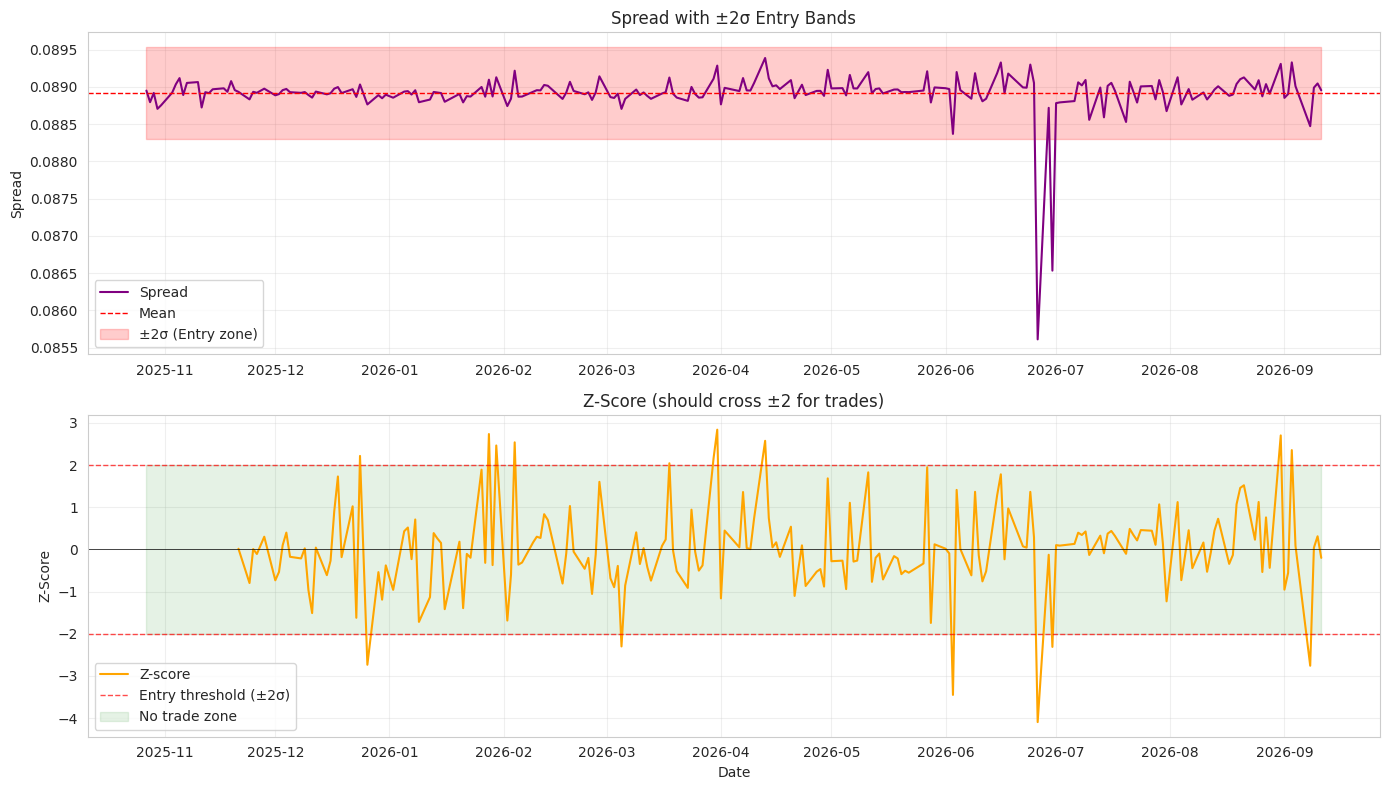 Spread with ±2σ Entry Bands
Spread
0.0895
0.0890
0.0885
0.0880
0.0875
0.0870
0.0865
0.0860
0.0855
Spread
Mean
±2σ (Entry zone)
2025-11 2025-12 2026-01 2026-02 2026-03 2026-04 2026-05 2026-06 2026-07 2026-08 2026-09
Z-Score (should cross ±2 for trades)
Z-Score
3
2
1
0
−1
−2
−3
−4
Z-score
Entry threshold (±2σ)
No trade zone
2025-11 2025-12 2026-01 2026-02 2026-03 2026-04 2026-05 2026-06 2026-07 2026-08 2026-09
Date